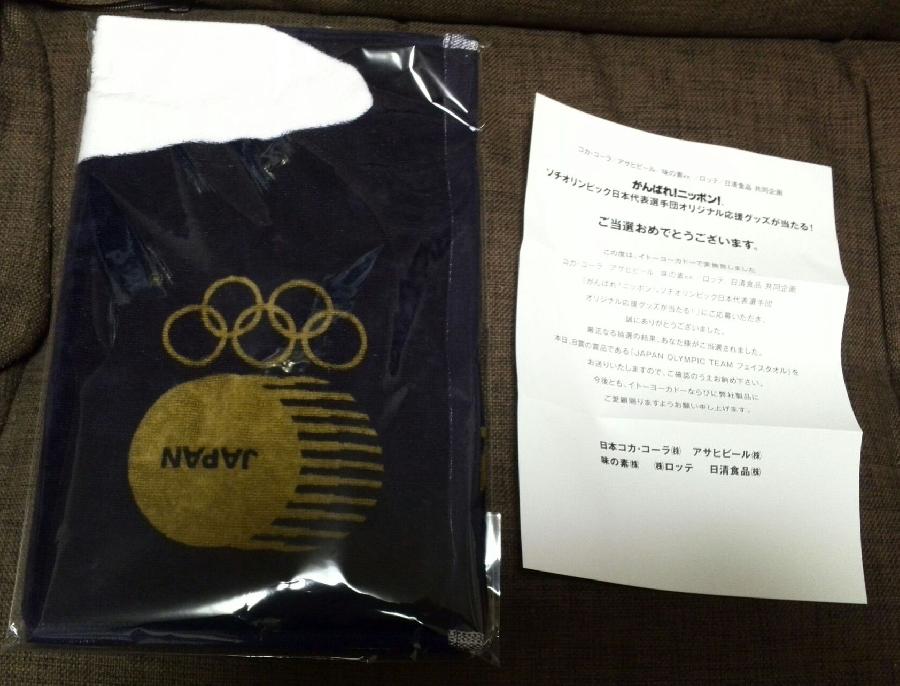 JAPAN
コカ・コーラ アサヒビール 味の素 ロッテ 日清食品 共同企画
がんばれ!ニッポン!
ソチオリンピック日本代表選手団オリジナル応援グッズが当たる!
ご当選おめでとうございます。
この度は、イトーヨーカドーで実施致しました
コカ・コーラ アサヒビール 味の素 ロッテ 日清食品 共同企画
「がんばれ!ニッポン!ソチオリンピック日本代表選手団
オリジナル応援グッズが当たる!」にご応募いただき、
誠にありがとうございました。
厳正なる抽選の結果、あなた様がご当選されました。
本日、B賞の賞品である「JAPAN OLYMPIC TEAM フェイスタオル」を
お送りいたしますので、ご確認のうえお納め下さい。
今後とも、イトーヨーカドーならびに弊社製品に
ご愛顧賜りますようお願い申し上げます。
日本コカ・コーラ㈱ アサヒビール㈱
味の素㈱ ㈱ロッテ 日清食品㈱